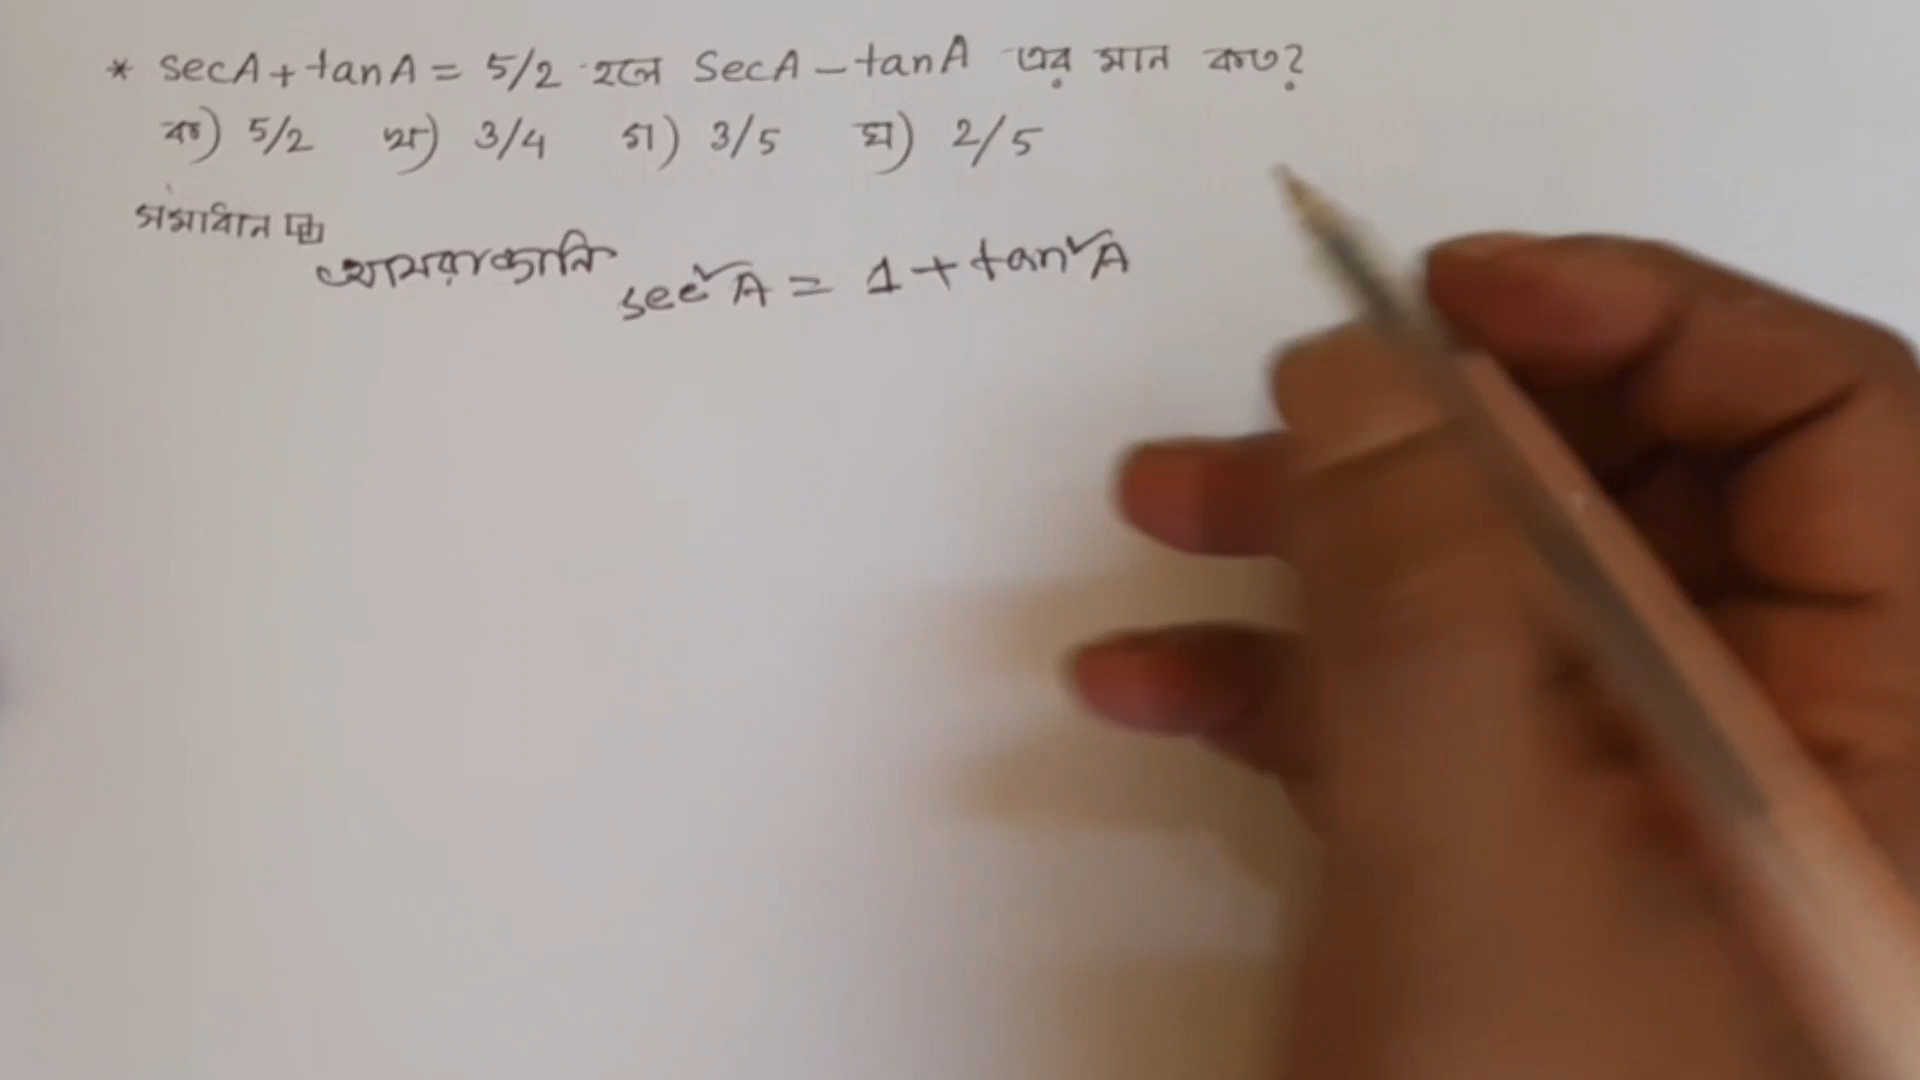 * secA+tanA = 5/2 হলে SecA-tanA এর মান কত?
ক) 5/2 খ) 3/4 গ) 3/5 ঘ) 2/5
সমাধান
আমরা জানি sec²A = 1+tan²A